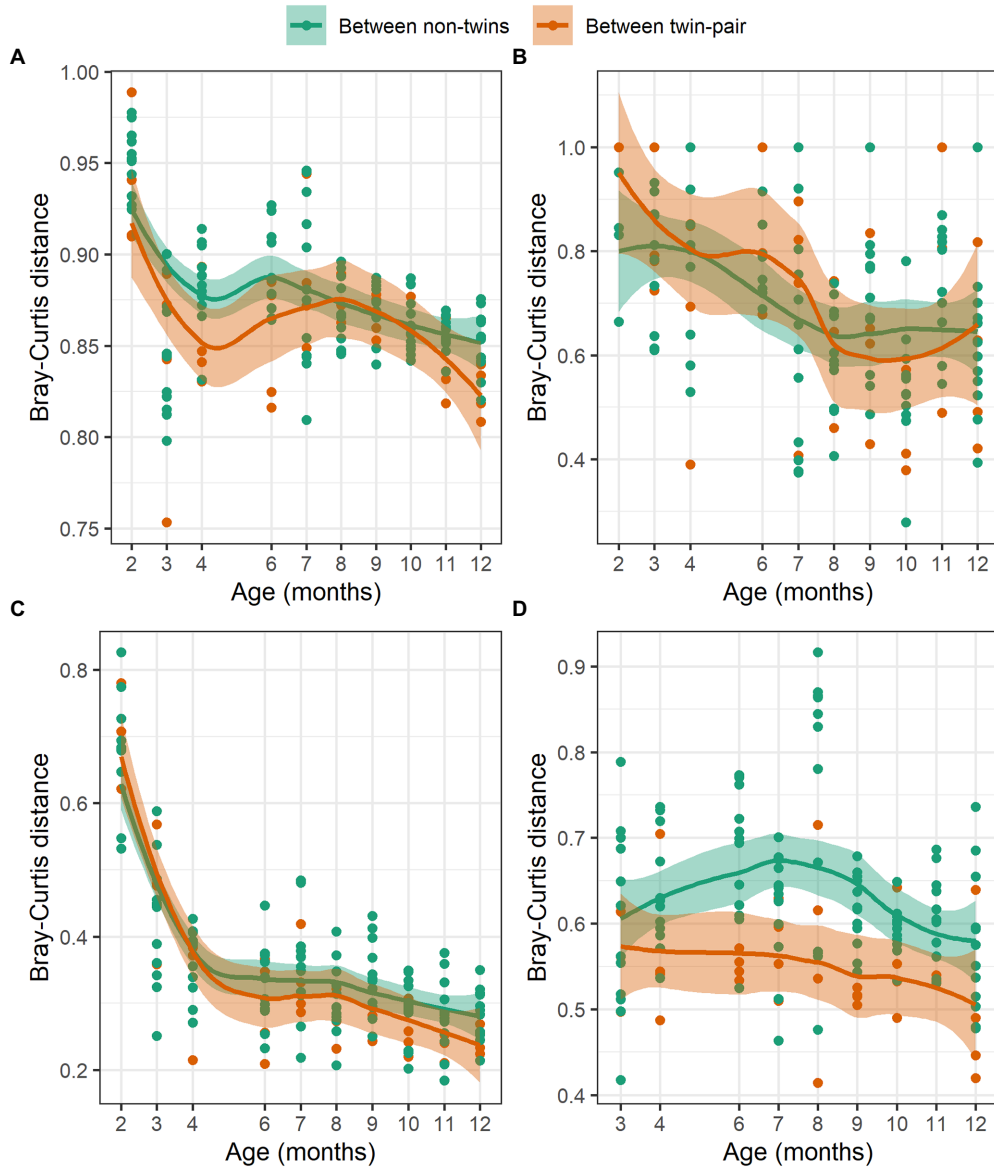 Between non-twins Between twin-pair
A
Bray-Curtis distance
1.00
0.95
0.90
0.85
0.80
0.75
2 3 4 6 7 8 9 10 11 12
Age (months)
B
Bray-Curtis distance
1.0
0.8
0.6
0.4
2 3 4 6 7 8 9 10 11 12
Age (months)
C
Bray-Curtis distance
0.8
0.6
0.4
0.2
2 3 4 6 7 8 9 10 11 12
Age (months)
D
Bray-Curtis distance
0.9
0.8
0.7
0.6
0.5
0.4
3 4 6 7 8 9 10 11 12
Age (months)